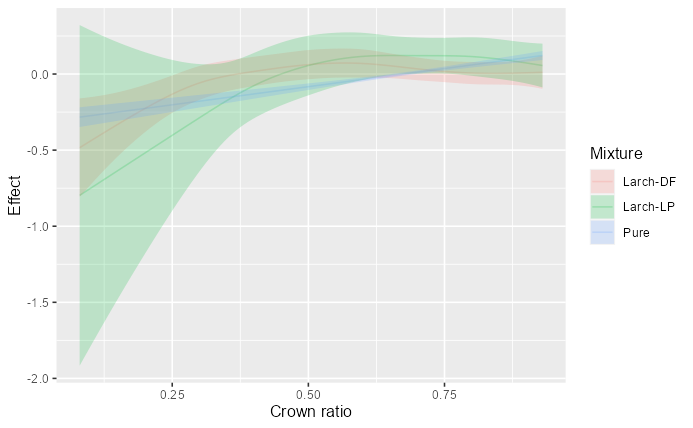 0.0
-0.5
-1.0
-1.5
-2.0
Effect
0.25 0.50 0.75
Crown ratio
Mixture
Larch-DF
Larch-LP
Pure